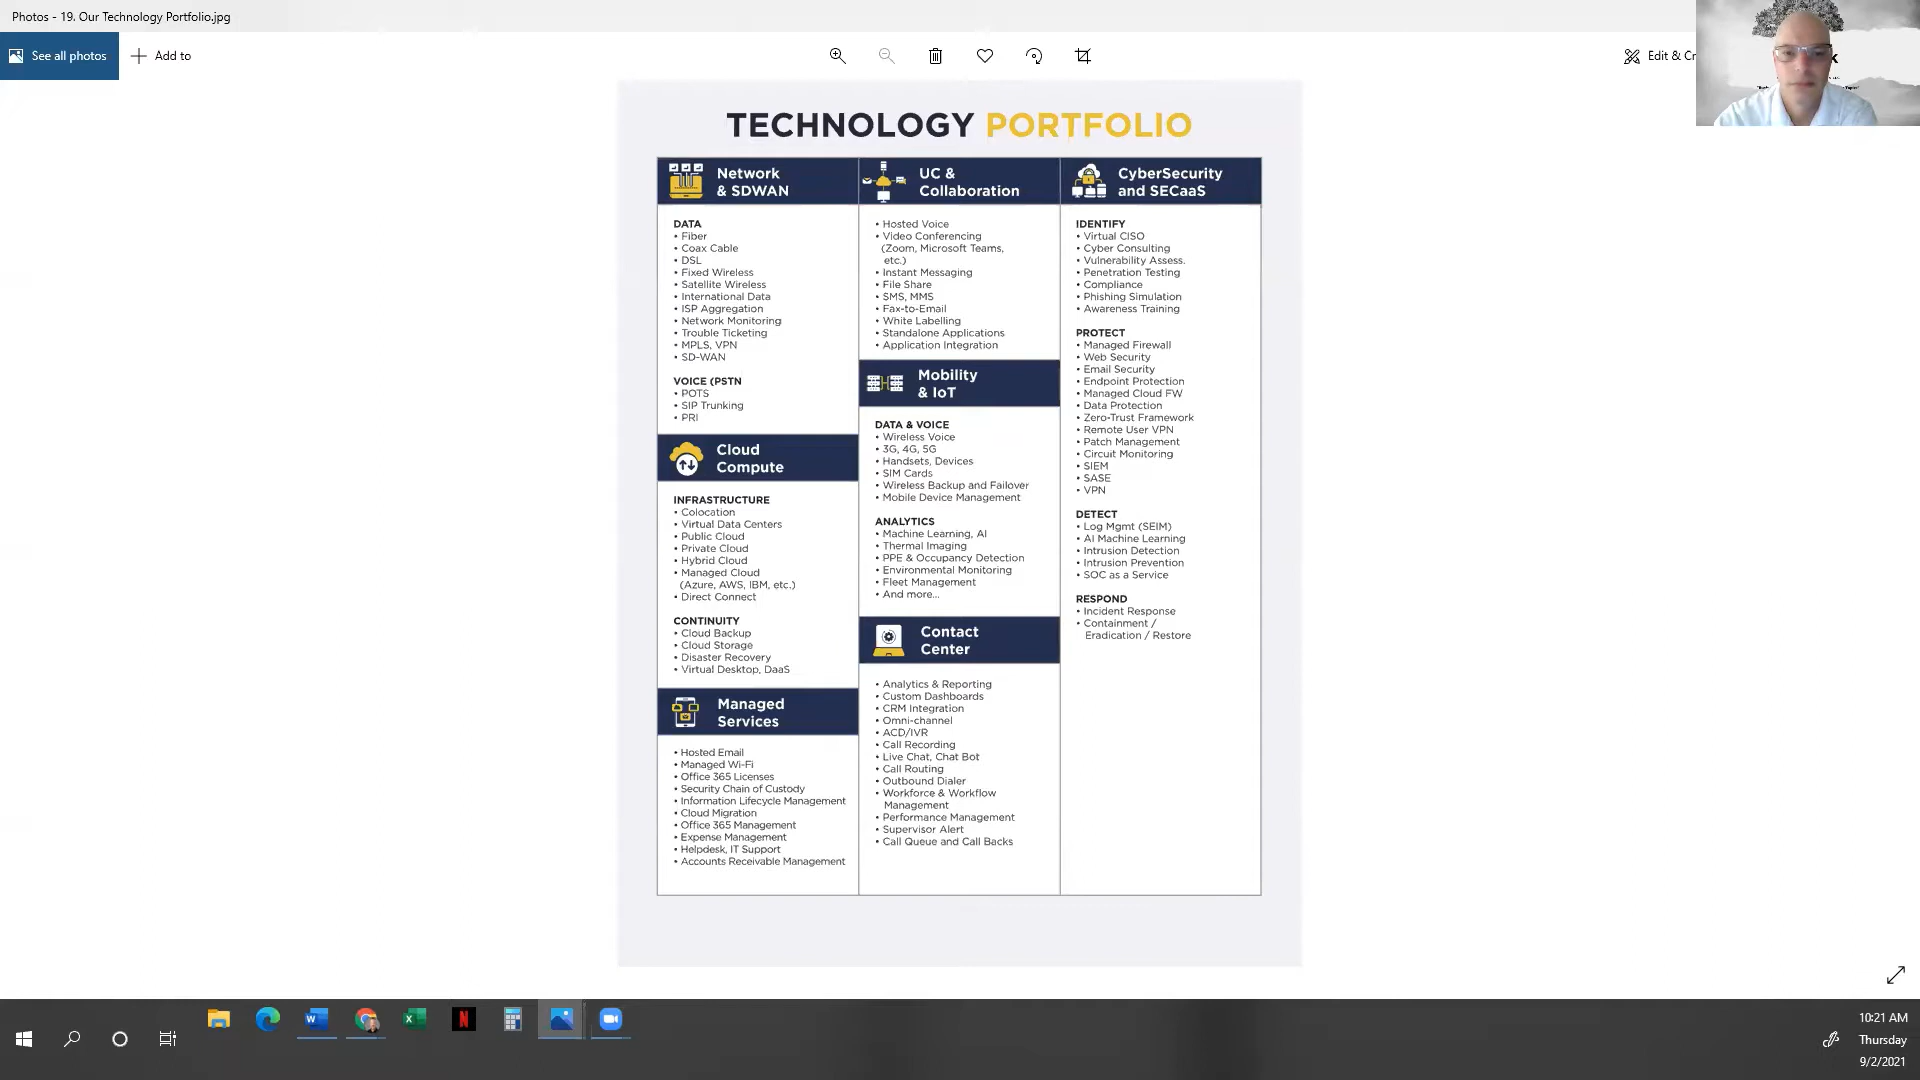 Photos - 19. Our Technology Portfolio.jpg
See all photos
Add to
Edit & Cr
TECHNOLOGY PORTFOLIO
Network
& SDWAN
DATA
• Fiber
• Coax Cable
• DSL
• Fixed Wireless
• Satellite Wireless
• International Data
• ISP Aggregation
• Network Monitoring
• Trouble Ticketing
• MPLS, VPN
• SD-WAN
VOICE (PSTN
• POTS
• SIP Trunking
• PRI
Cloud
Compute
INFRASTRUCTURE
• Colocation
• Virtual Data Centers
• Public Cloud
• Private Cloud
• Hybrid Cloud
• Managed Cloud
(Azure, AWS, IBM, etc.)
• Direct Connect
CONTINUITY
• Cloud Backup
• Cloud Storage
• Disaster Recovery
• Virtual Desktop, DaaS
Managed
Services
• Hosted Email
• Managed Wi-Fi
• Office 365 Licenses
• Security Chain of Custody
• Information Lifecycle Management
• Cloud Migration
• Office 365 Management
• Expense Management
• Helpdesk, IT Support
• Accounts Receivable Management
UC &
Collaboration
• Hosted Voice
• Video Conferencing
(Zoom, Microsoft Teams,
etc.)
• Instant Messaging
• File Share
• SMS, MMS
• Fax-to-Email
• White Labelling
• Standalone Applications
• Application Integration
Mobility
& IoT
DATA & VOICE
• Wireless Voice
• 3G, 4G, 5G
• Handsets, Devices
• SIM Cards
• Wireless Backup and Failover
• Mobile Device Management
ANALYTICS
• Machine Learning, AI
• Thermal Imaging
• PPE & Occupancy Detection
• Environmental Monitoring
• Fleet Management
• And more...
Contact
Center
• Analytics & Reporting
• Custom Dashboards
• CRM Integration
• Omni-channel
• ACD/IVR
• Call Recording
• Live Chat, Chat Bot
• Call Routing
• Outbound Dialer
• Workforce & Workflow
Management
• Performance Management
• Supervisor Alert
• Call Queue and Call Backs
CyberSecurity
and SECaaS
IDENTIFY
• Virtual CISO
• Cyber Consulting
• Vulnerability Assess.
• Penetration Testing
• Compliance
• Phishing Simulation
• Awareness Training
PROTECT
• Managed Firewall
• Web Security
• Email Security
• Endpoint Protection
• Managed Cloud FW
• Data Protection
• Zero-Trust Framework
• Remote User VPN
• Patch Management
• Circuit Monitoring
• SIEM
• SASE
• VPN
DETECT
• Log Mgmt (SEIM)
• AI Machine Learning
• Intrusion Detection
• Intrusion Prevention
• SOC as a Service
RESPOND
• Incident Response
• Containment /
Eradication / Restore
10:21 AM
Thursday
9/2/2021